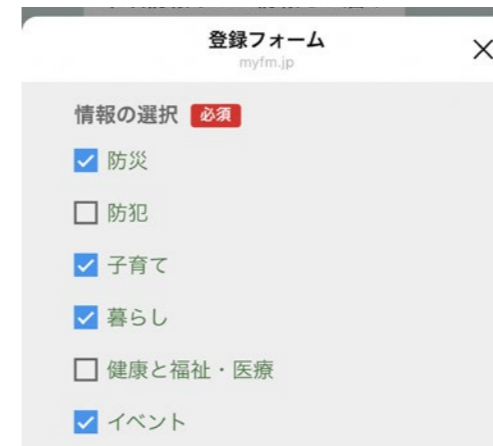 登録フォーム
myfm.jp
情報の選択 必須
防災
防犯
子育て
暮らし
健康と福祉・医療
イベント